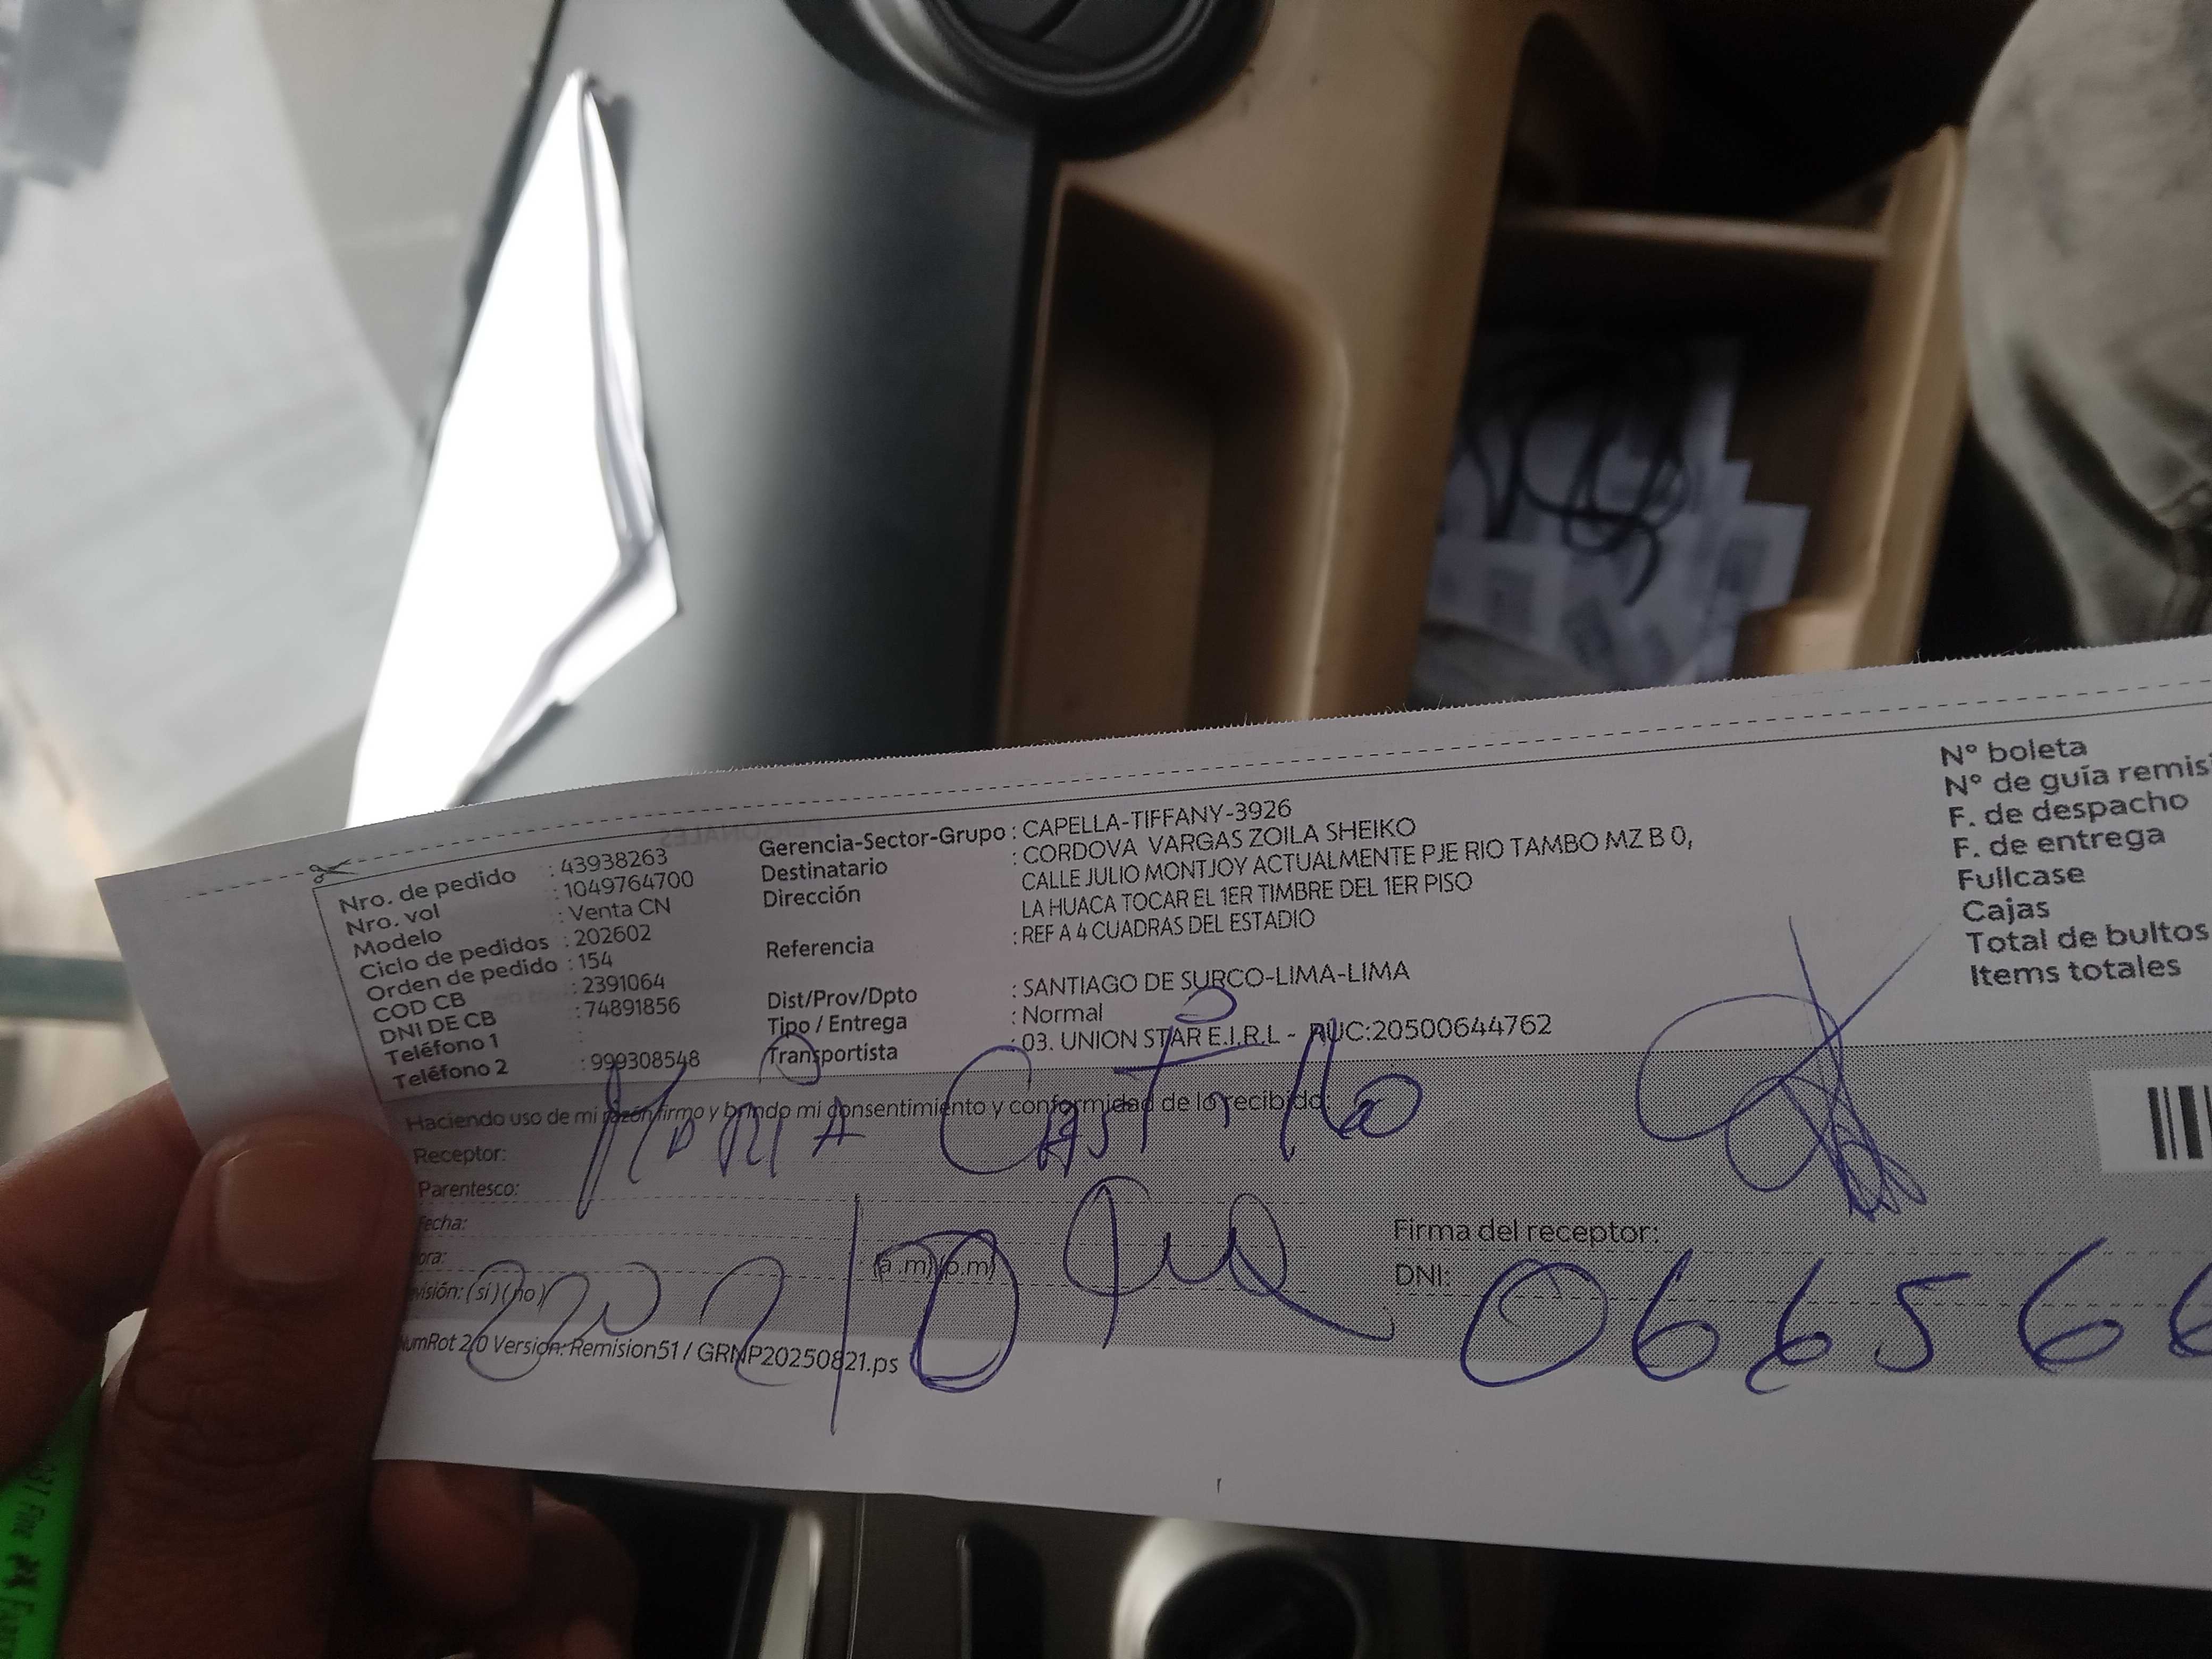 Nro. de pedido : 43938263
Nro. vol : 1049764700
Modelo : Venta CN
Ciclo de pedidos : 202602
Orden de pedido : 154
COD CB : 2391064
DNI DE CB : 74891856
Teléfono 1 :
Teléfono 2 : 999308548
Gerencia-Sector-Grupo : CAPELLA-TIFFANY-3926
Destinatario : CORDOVA VARGAS ZOILA SHEIKO
Dirección CALLE JULIO MONTJOY ACTUALMENTE PJE RIO TAMBO MZ B 0,
LA HUACA TOCAR EL 1ER TIMBRE DEL 1ER PISO
Referencia : REF A 4 CUADRAS DEL ESTADIO
Dist/Prov/Dpto : SANTIAGO DE SURCO-LIMA-LIMA
Tipo / Entrega : Normal
Transportista : 03. UNION STAR E.I.R.L - RUC:20500644762
N° boleta
N° de guía remisi
F. de despacho
F. de entrega
Fullcase
Cajas
Total de bultos
Items totales
Haciendo uso de mi razón firmo y brindo mi consentimiento y conformidad de lo recibido.
Receptor: MARIA CASTillo
Parentesco:
Fecha:
ora:
(a.m)(p.m)
visión: (si) (no)
Firma del receptor:
DNI: 066566
umRot 2.0 Version: Remision51 / GRNP20250821.ps